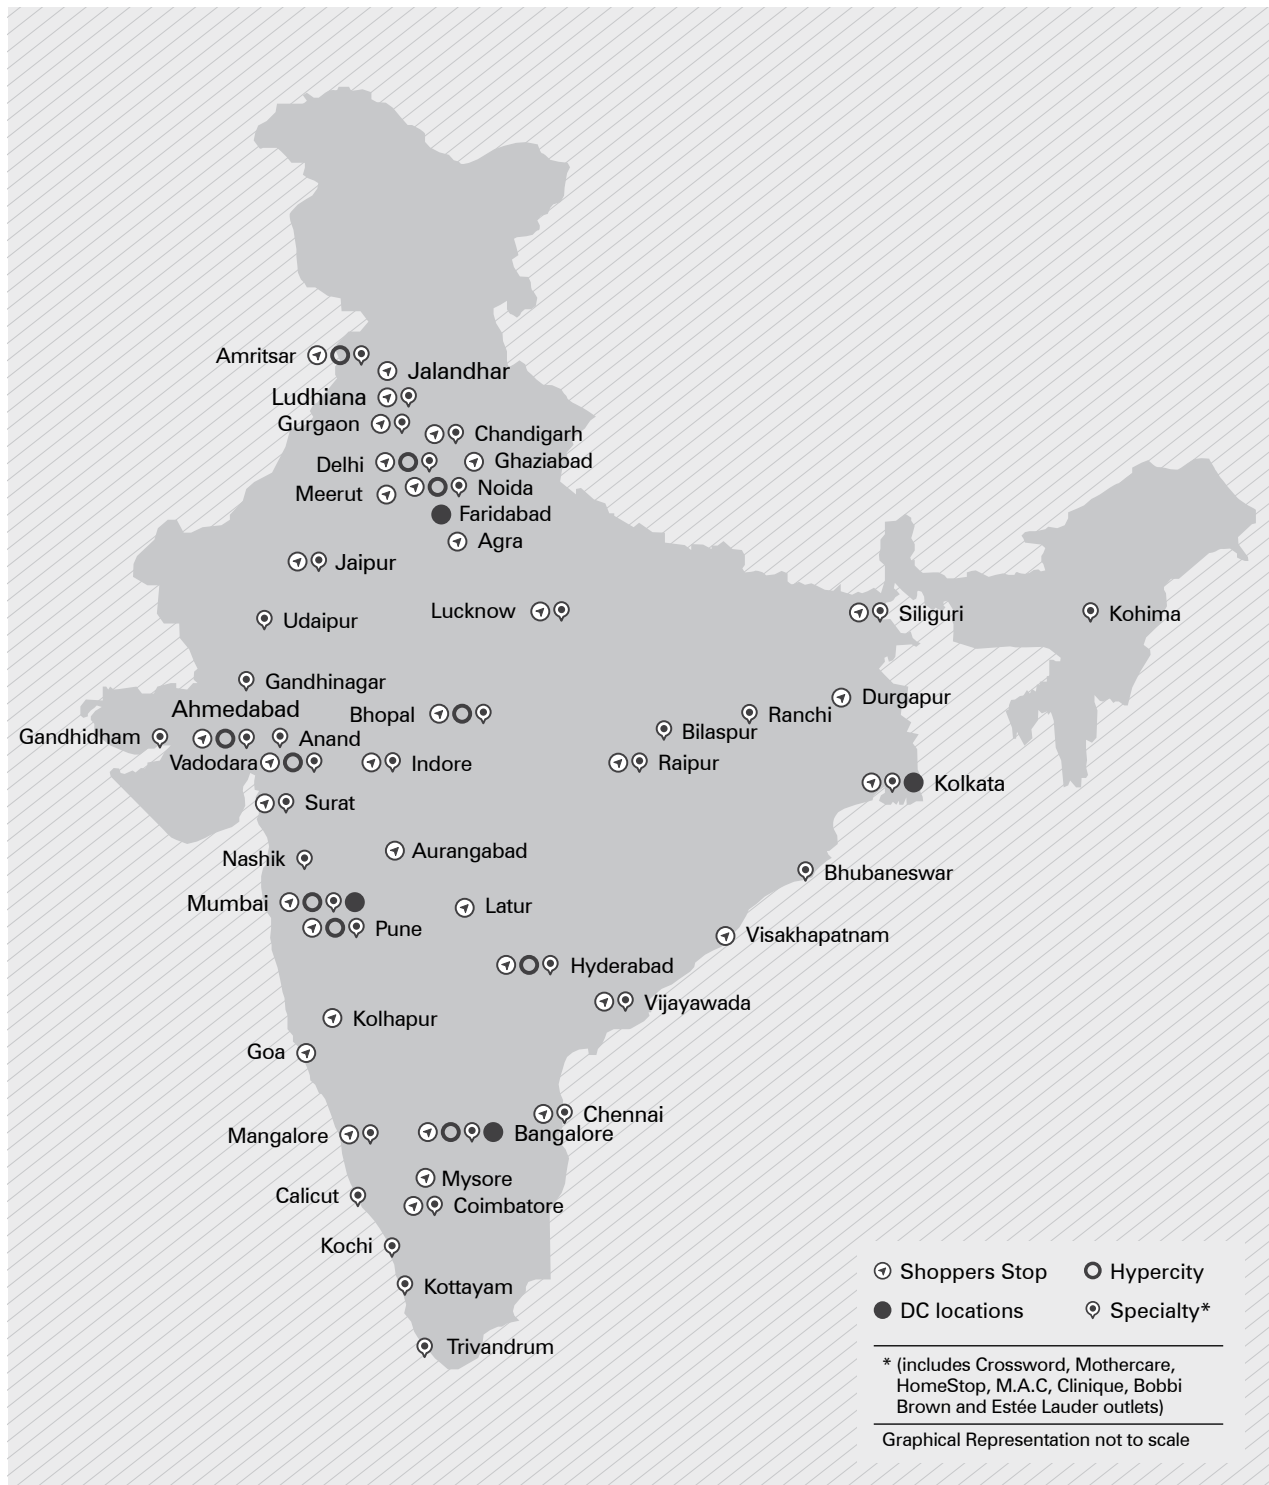 Amritsar
Jalandhar
Ludhiana
Gurgaon
Chandigarh
Delhi
Ghaziabad
Meerut
Noida
Faridabad
Agra
Jaipur
Lucknow
Siliguri
Kohima
Udaipur
Gandhinagar
Durgapur
Ahmedabad
Bhopal
Ranchi
Bilaspur
Gandhidham
Anand
Vadodara
Indore
Raipur
Kolkata
Surat
Aurangabad
Nashik
Bhubaneswar
Mumbai
Latur
Pune
Visakhapatnam
Hyderabad
Vijayawada
Kolhapur
Goa
Chennai
Mangalore
Bangalore
Mysore
Calicut
Coimbatore
Kochi
Kottayam
Trivandrum
Shoppers Stop
Hypercity
DC locations
Specialty*
* (includes Crossword, Mothercare,
HomeStop, M.A.C, Clinique, Bobbi
Brown and Estée Lauder outlets)
Graphical Representation not to scale